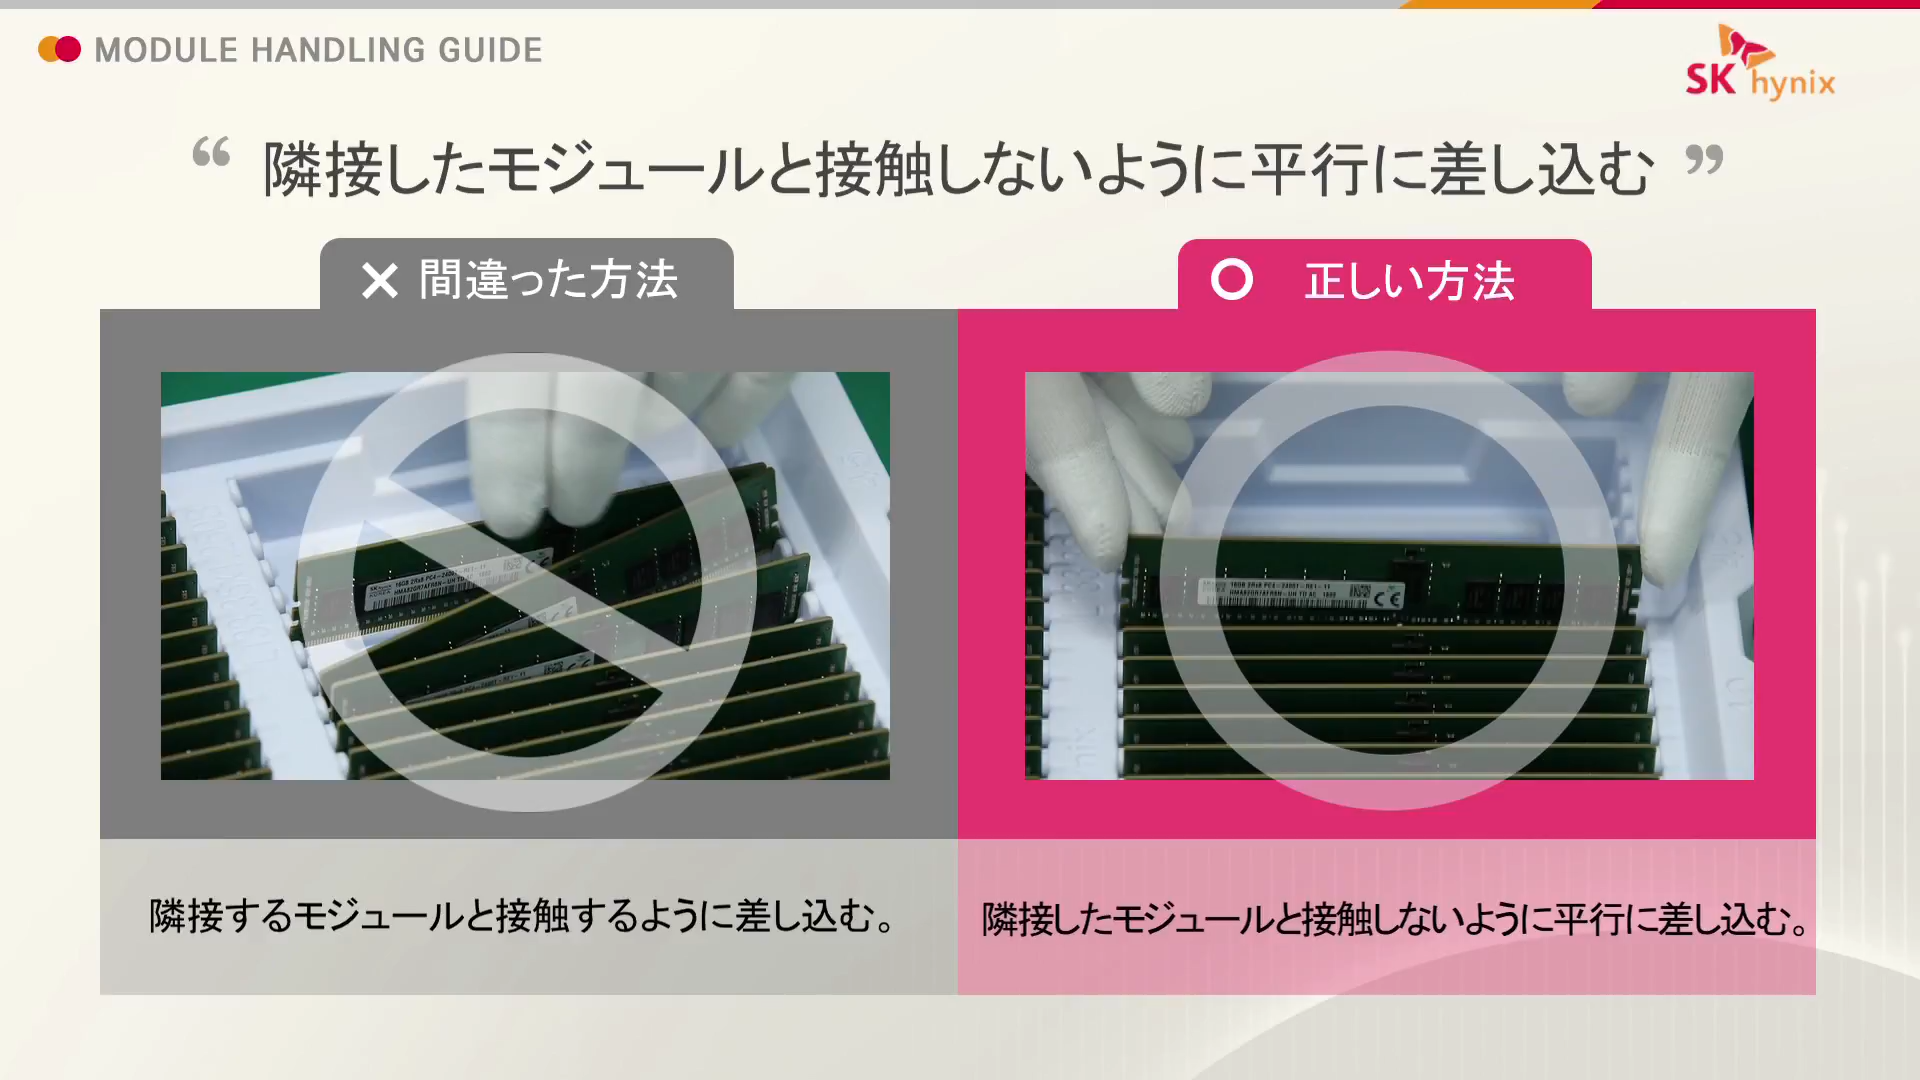 MODULE HANDLING GUIDE
SK hynix
“ 隣接したモジュールと接触しないように平行に差し込む ”
× 間違った方法
○ 正しい方法
隣接するモジュールと接触するように差し込む。
隣接したモジュールと接触しないように平行に差し込む。